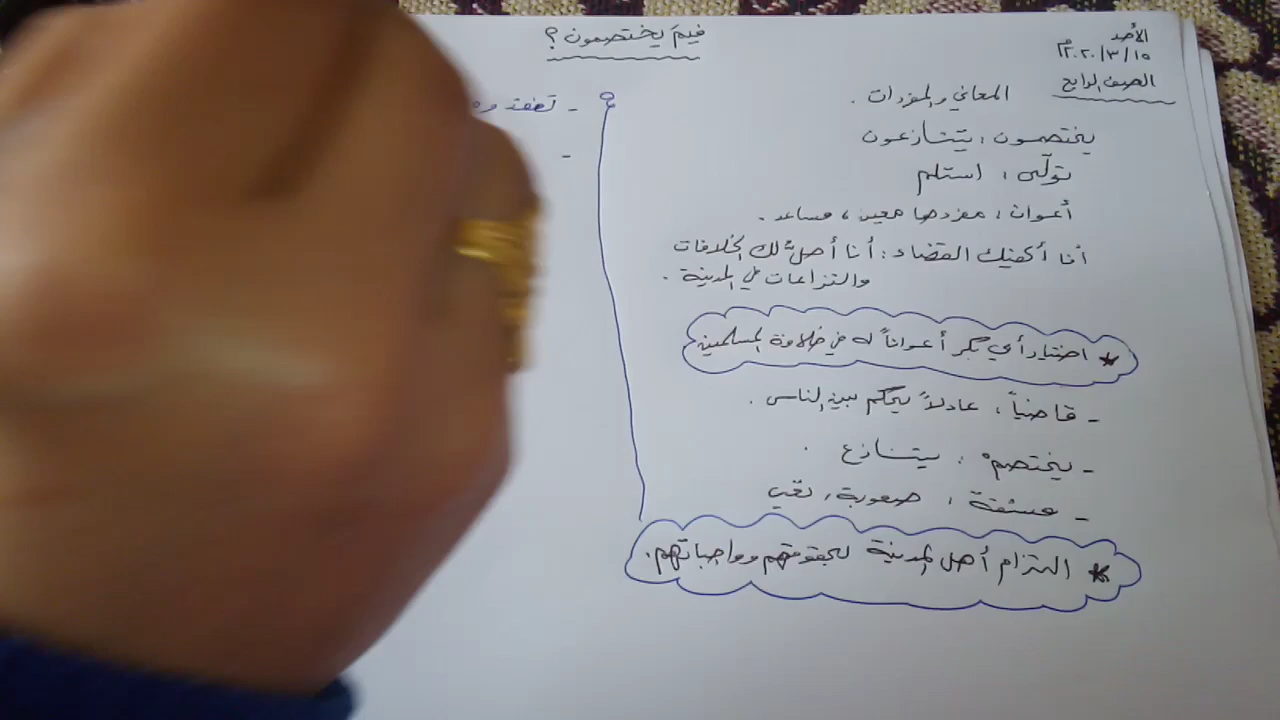 فيمَ يختصمون؟
الأحد
١٥/٣/٢٠٢٠م
الصف الرابع
المعاني والمفردات.
يختصمون: يتنازعون
تولّى: استلم
أعوان: مفردها معين، مساعد.
أنا أكفيك القضاء: أنا أحلّ لك الخلافات
والنزاعات في المدينة.
* اختيار أبي بكر أعواناً له في خلافة المسلمين
- قاضياً: عادلاً يحكم بين الناس.
- يختصم: يتنازع.
- مشقة: صعوبة، تعب
* التزام أهل المدينة بحقوقهم وواجباتهم.
-
-